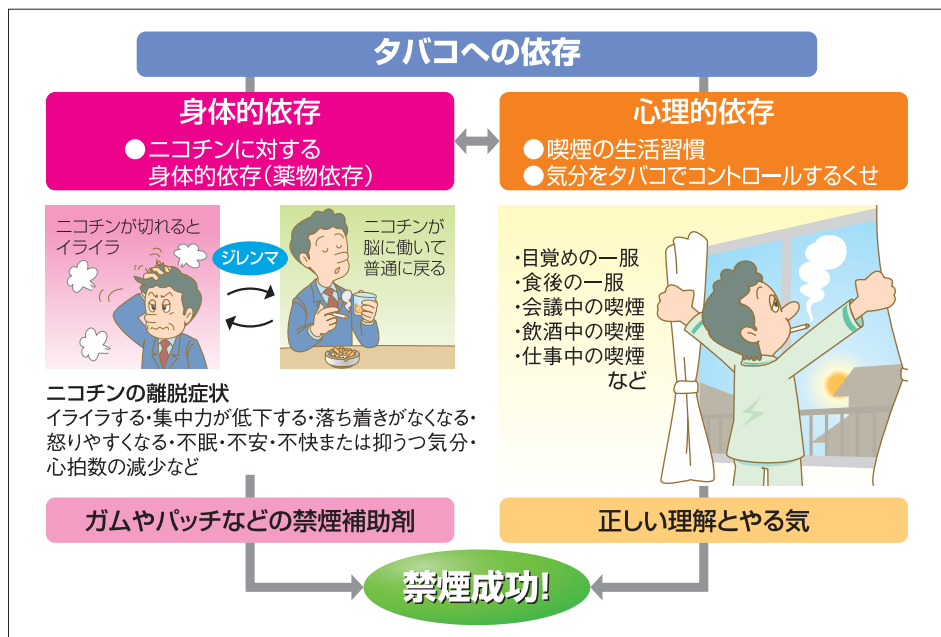 タバコへの依存
身体的依存
●ニコチンに対する
身体的依存（薬物依存）
心理的依存
●喫煙の生活習慣
●気分をタバコでコントロールするくせ
ニコチンが切れると
イライラ
ジレンマ
ニコチンが
脳に働いて
普通に戻る
・目覚めの一服
・食後の一服
・会議中の喫煙
・飲酒中の喫煙
・仕事中の喫煙
など
ニコチンの離脱症状
イライラする・集中力が低下する・落ち着きがなくなる・
怒りやすくなる・不眠・不安・不快または抑うつ気分・
心拍数の減少など
ガムやパッチなどの禁煙補助剤
正しい理解とやる気
禁煙成功!